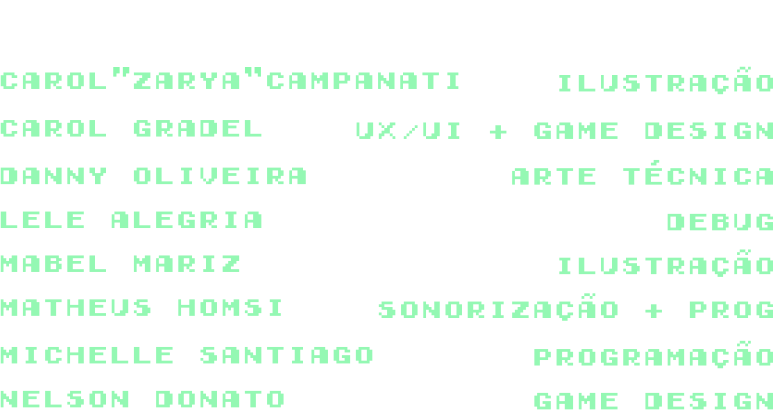 CAROL"ZARYA"CAMPANATI ILUSTRAÇÃO
CAROL GRADEL UX/UI + GAME DESIGN
DANNY OLIVEIRA ARTE TÉCNICA
LELE ALEGRIA DEBUG
MABEL MARIZ ILUSTRAÇÃO
MATHEUS HOMSI SONORIZAÇÃO + PROG
MICHELLE SANTIAGO PROGRAMAÇÃO
NELSON DONATO GAME DESIGN